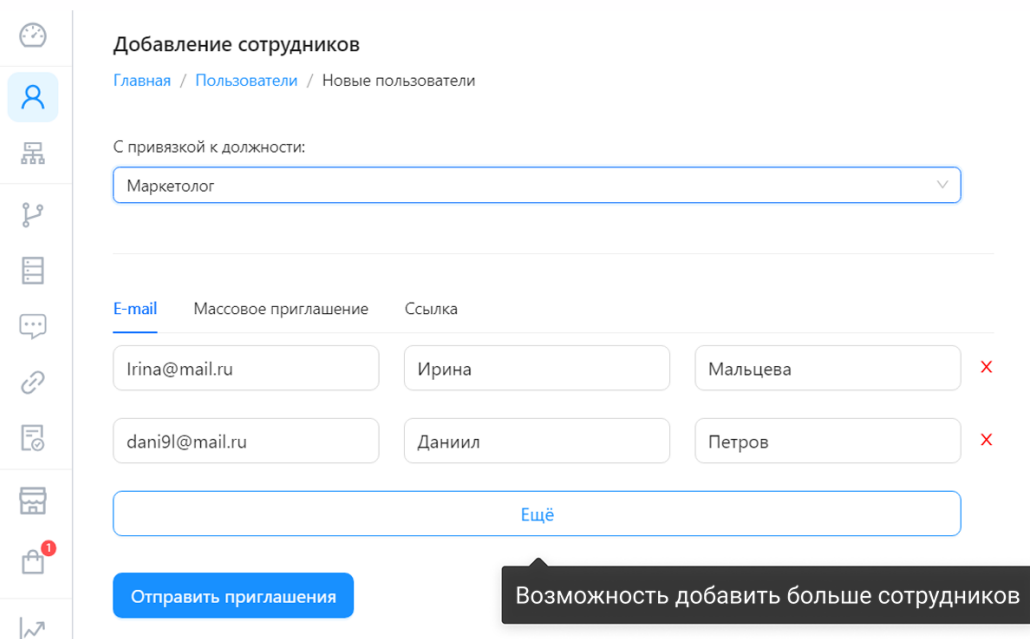 Добавление сотрудников
Главная / Пользователи / Новые пользователи
С привязкой к должности:
Маркетолог
E-mail Массовое приглашение Ссылка
Irina@mail.ru Ирина Мальцева
dani9l@mail.ru Даниил Петров
Ещё
1
Отправить приглашения
Возможность добавить больше сотрудников